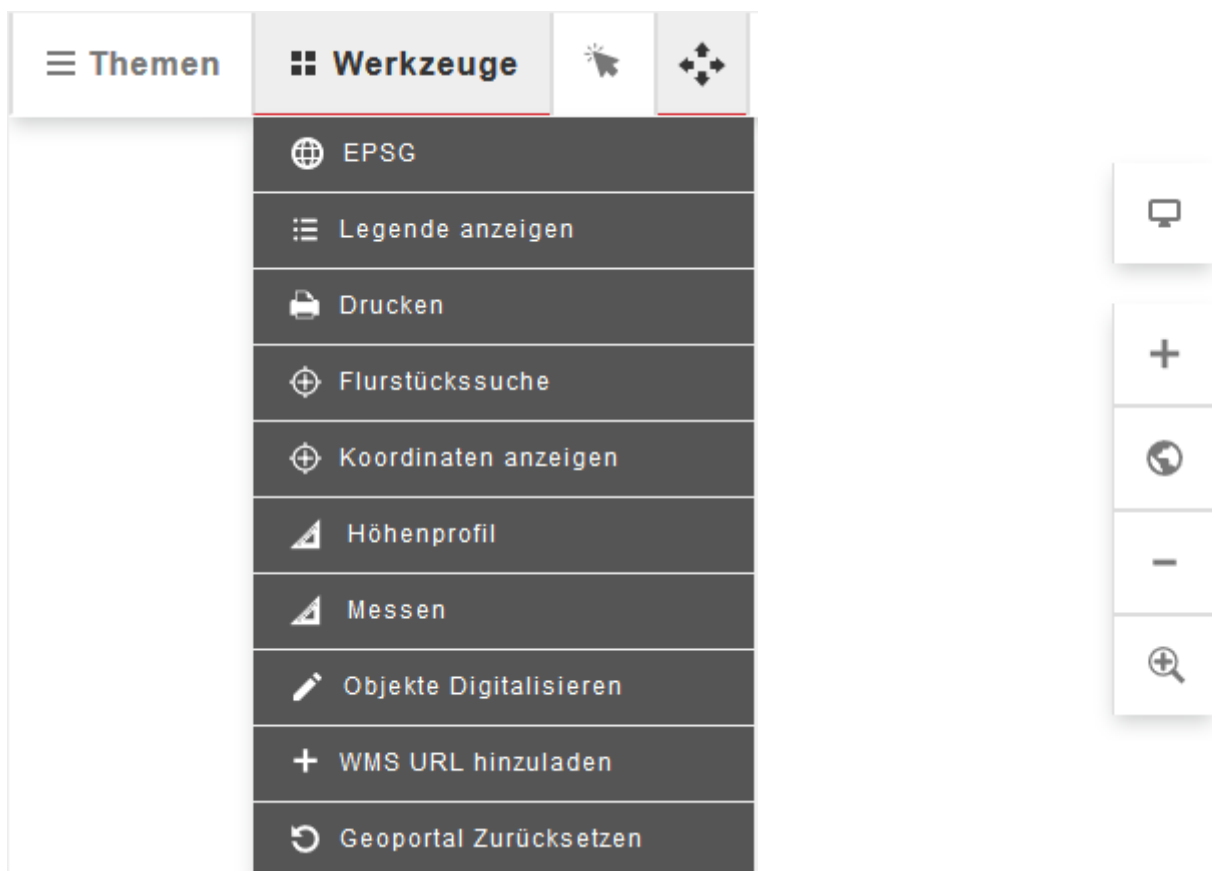 Themen
Werkzeuge
EPSG
Legende anzeigen
Drucken
Flurstückssuche
Koordinaten anzeigen
Höhenprofil
Messen
Objekte Digitalisieren
WMS URL hinzuladen
Geoportal Zurücksetzen